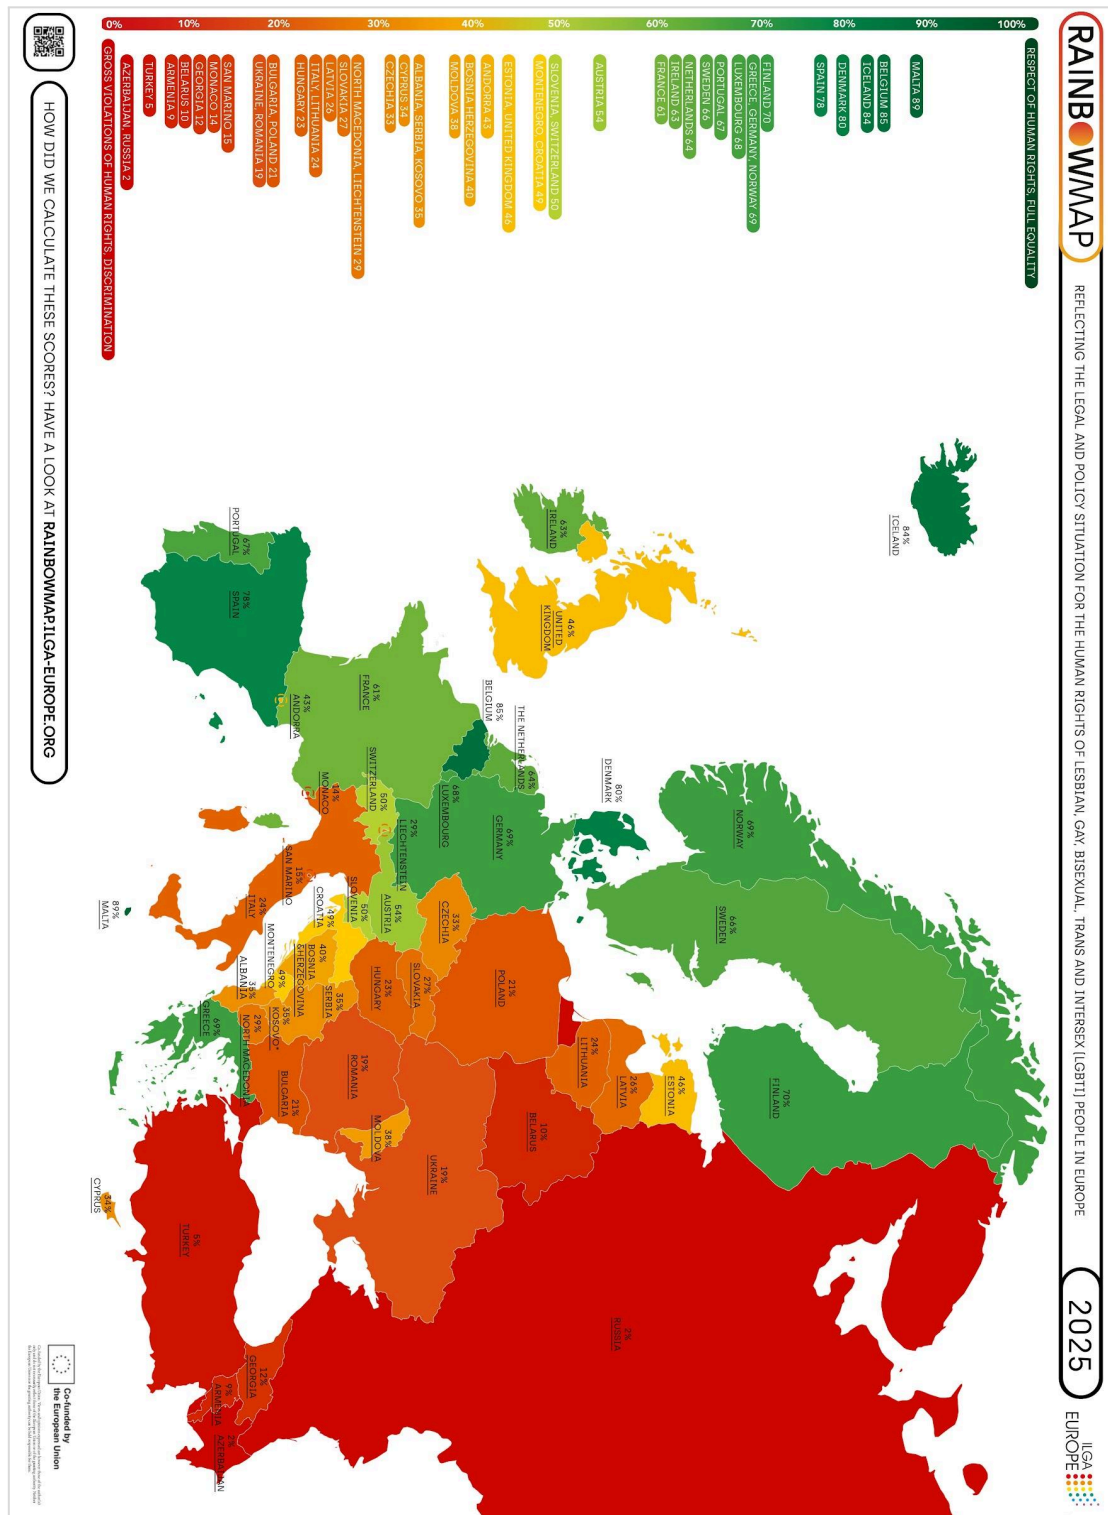 RAINBOWMAP
REFLECTING THE LEGAL AND POLICY SITUATION FOR THE HUMAN RIGHTS OF LESBIAN, GAY, BISEXUAL, TRANS AND INTERSEX (LGBTI) PEOPLE IN EUROPE
2025
ILGA
EUROPE
100%
90%
80%
70%
60%
50%
40%
30%
20%
10%
0%
RESPECT OF HUMAN RIGHTS, FULL EQUALITY
MALTA 89
BELGIUM 85
ICELAND 84
DENMARK 80
SPAIN 78
FINLAND 70
GREECE, GERMANY, NORWAY 69
LUXEMBOURG 68
PORTUGAL 67
SWEDEN 66
NETHERLANDS 64
IRELAND 63
FRANCE 61
AUSTRIA 54
SLOVENIA, SWITZERLAND 50
MONTENEGRO, CROATIA 49
ESTONIA, UNITED KINGDOM 46
ANDORRA 43
BOSNIA HERZEGOVINA 40
MOLDOVA 38
ALBANIA, SERBIA, KOSOVO 35
CYPRUS 34
CZECHIA 33
NORTH MACEDONIA, LIECHTENSTEIN 29
SLOVAKIA 27
LATVIA 26
ITALY, LITHUANIA 24
HUNGARY 23
BULGARIA, POLAND 21
UKRAINE, ROMANIA 19
SAN MARINO 15
MONACO 14
GEORGIA 12
BELARUS 10
ARMENIA 9
TURKEY 5
AZERBAIJAN, RUSSIA 2
GROSS VIOLATIONS OF HUMAN RIGHTS, DISCRIMINATION
84%
ICELAND
69%
NORWAY
66%
SWEDEN
70%
FINLAND
80%
DENMARK
46%
ESTONIA
26%
LATVIA
24%
LITHUANIA
2%
RUSSIA
63%
IRELAND
46%
UNITED
KINGDOM
64%
THE NETHERLANDS
85%
BELGIUM
69%
GERMANY
21%
POLAND
10%
BELARUS
68%
LUXEMBOURG
33%
CZECHIA
27%
SLOVAKIA
19%
UKRAINE
61%
FRANCE
50%
SWITZERLAND
29%
LIECHTENSTEIN
54%
AUSTRIA
23%
HUNGARY
38%
MOLDOVA
50%
SLOVENIA
19%
ROMANIA
14%
MONACO
49%
CROATIA
40%
BOSNIA
&HERZEGOVINA
35%
SERBIA
43%
ANDORRA
15%
SAN MARINO
49%
MONTENEGRO
35%
KOSOVO*
21%
BULGARIA
67%
PORTUGAL
78%
SPAIN
24%
ITALY
35%
ALBANIA
29%
NORTH MACEDONIA
69%
GREECE
12%
GEORGIA
9%
ARMENIA
2%
AZERBAIJAN
5%
TURKEY
89%
MALTA
34%
CYPRUS
HOW DID WE CALCULATE THESE SCORES? HAVE A LOOK AT RAINBOWMAP.ILGA-EUROPE.ORG
Co-funded by
the European Union